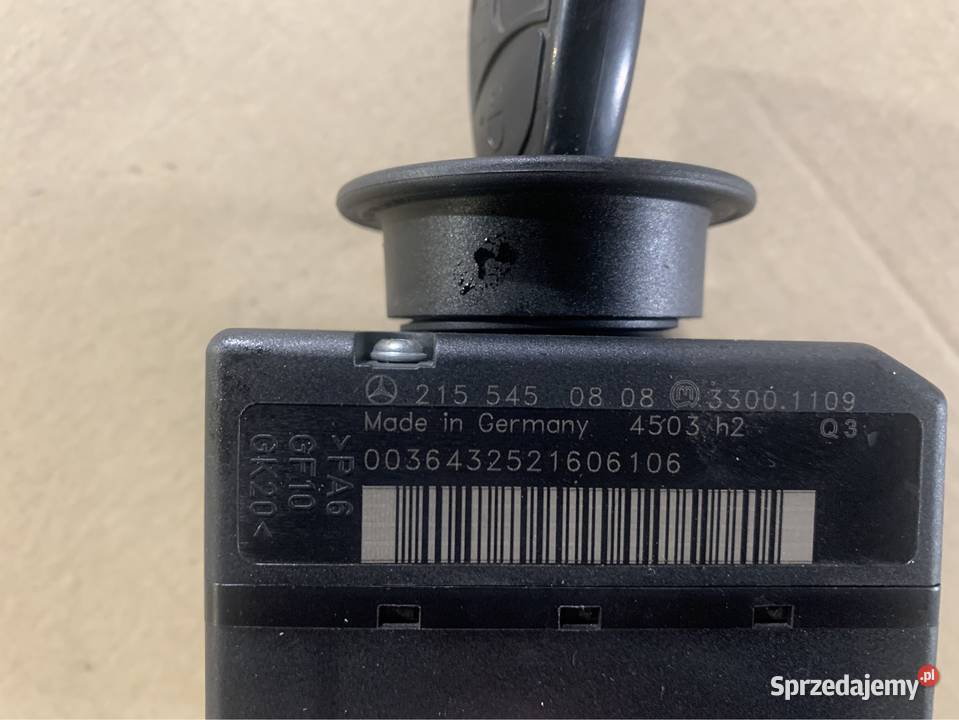 215 545 08 08 3300.1109
Made in Germany 4503 h2 Q3
0036432521606106
>PA6
GF10
GK20<
Sprzedajemy.pl